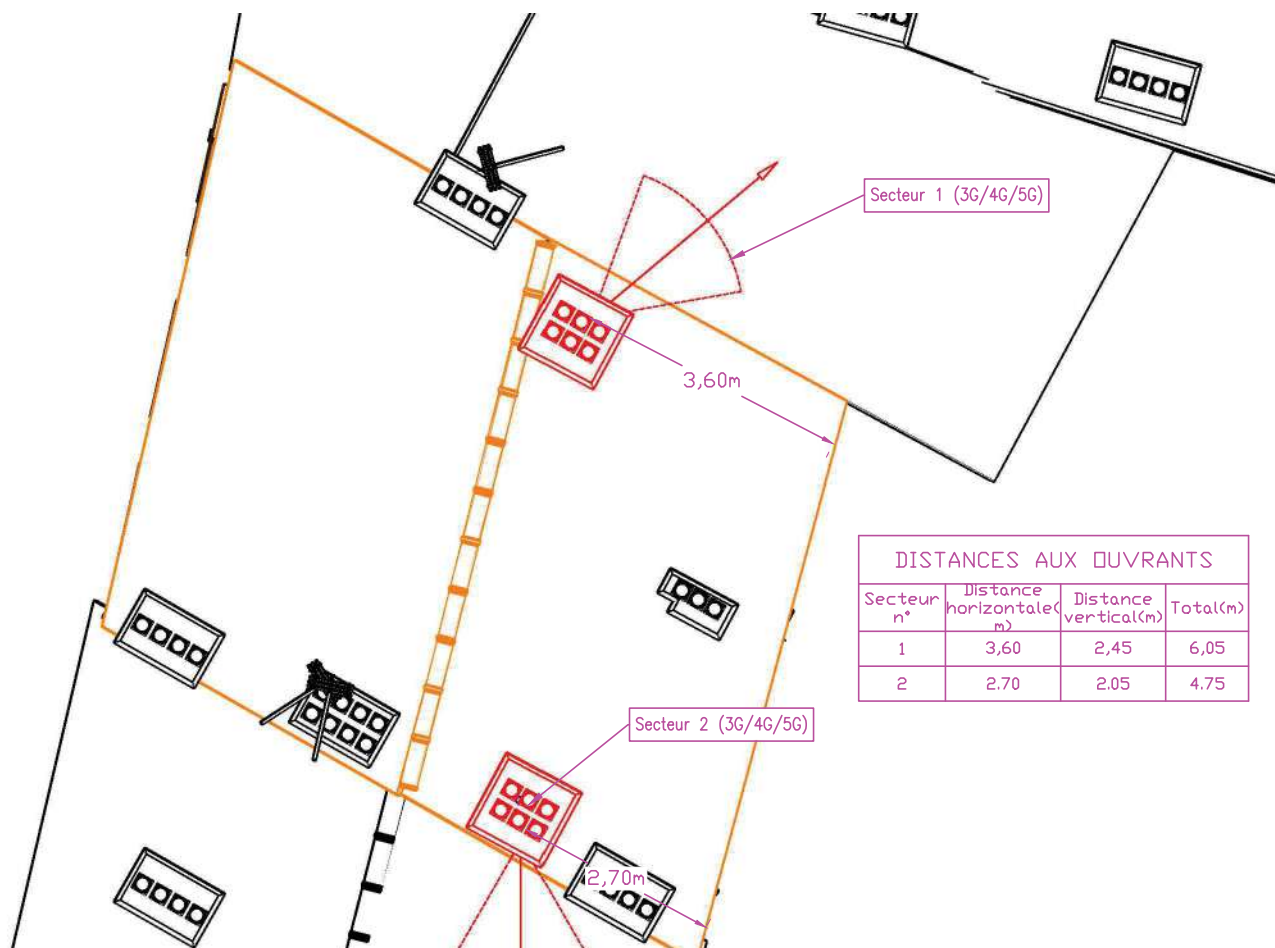 Secteur 1 (3G/4G/5G)
3,60m
DISTANCES AUX OUVRANTS
Secteur n°
Distance horizontale(m)
Distance vertical(m)
Total(m)
1 3,60 2,45 6,05
2 2.70 2.05 4.75
Secteur 2 (3G/4G/5G)
2,70m